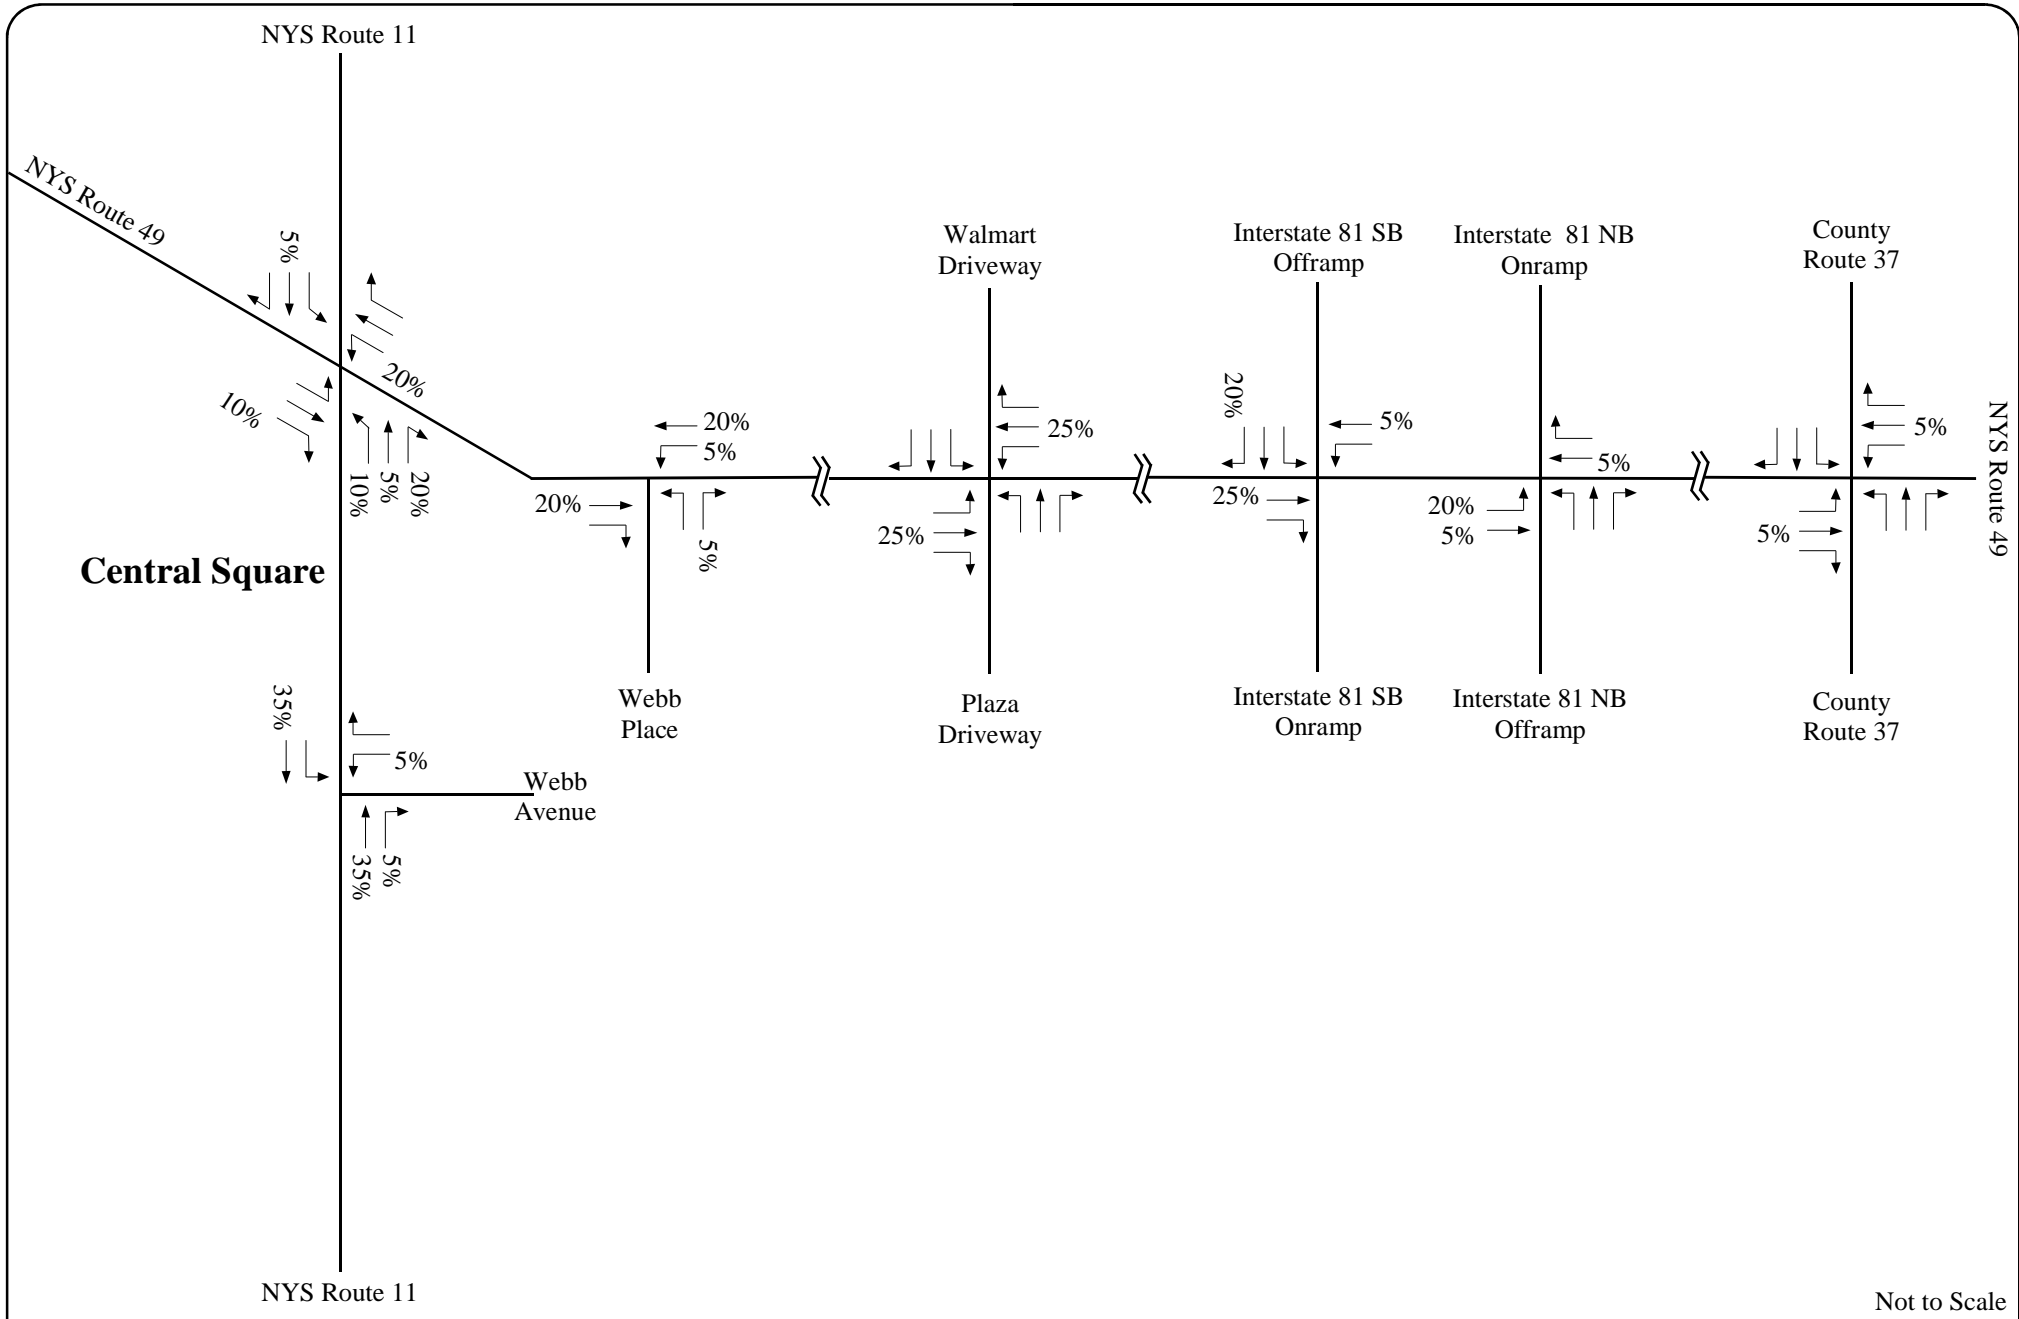 NYS Route 11
NYS Route 49
5%
20%
10%
10%
5%
20%
Central Square
35%
5%
Webb
Avenue
35%
5%
NYS Route 11
20%
5%
20%
5%
Webb
Place
Walmart
Driveway
25%
25%
Plaza
Driveway
Interstate 81 SB
Offramp
20%
5%
25%
Interstate 81 SB
Onramp
Interstate 81 NB
Onramp
5%
20%
5%
Interstate 81 NB
Offramp
County
Route 37
5%
5%
County
Route 37
NYS Route 49
Not to Scale